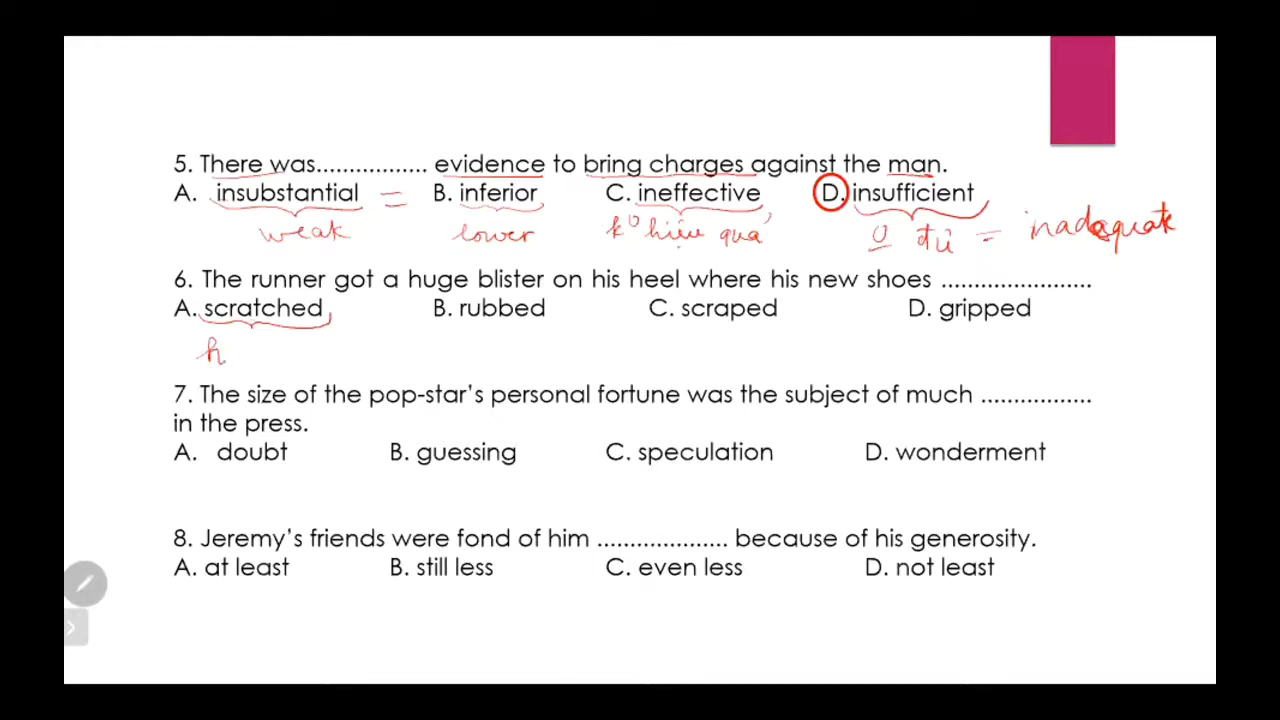 5. There was................. evidence to bring charges against the man.
A. insubstantial = B. inferior C. ineffective D. insufficient
weak lower k° hiệu quả 0 đủ = inadequate
6. The runner got a huge blister on his heel where his new shoes .......................
A. scratched B. rubbed C. scraped D. gripped
h
7. The size of the pop-star's personal fortune was the subject of much .................
in the press.
A. doubt B. guessing C. speculation D. wonderment
8. Jeremy's friends were fond of him .................... because of his generosity.
A. at least B. still less C. even less D. not least